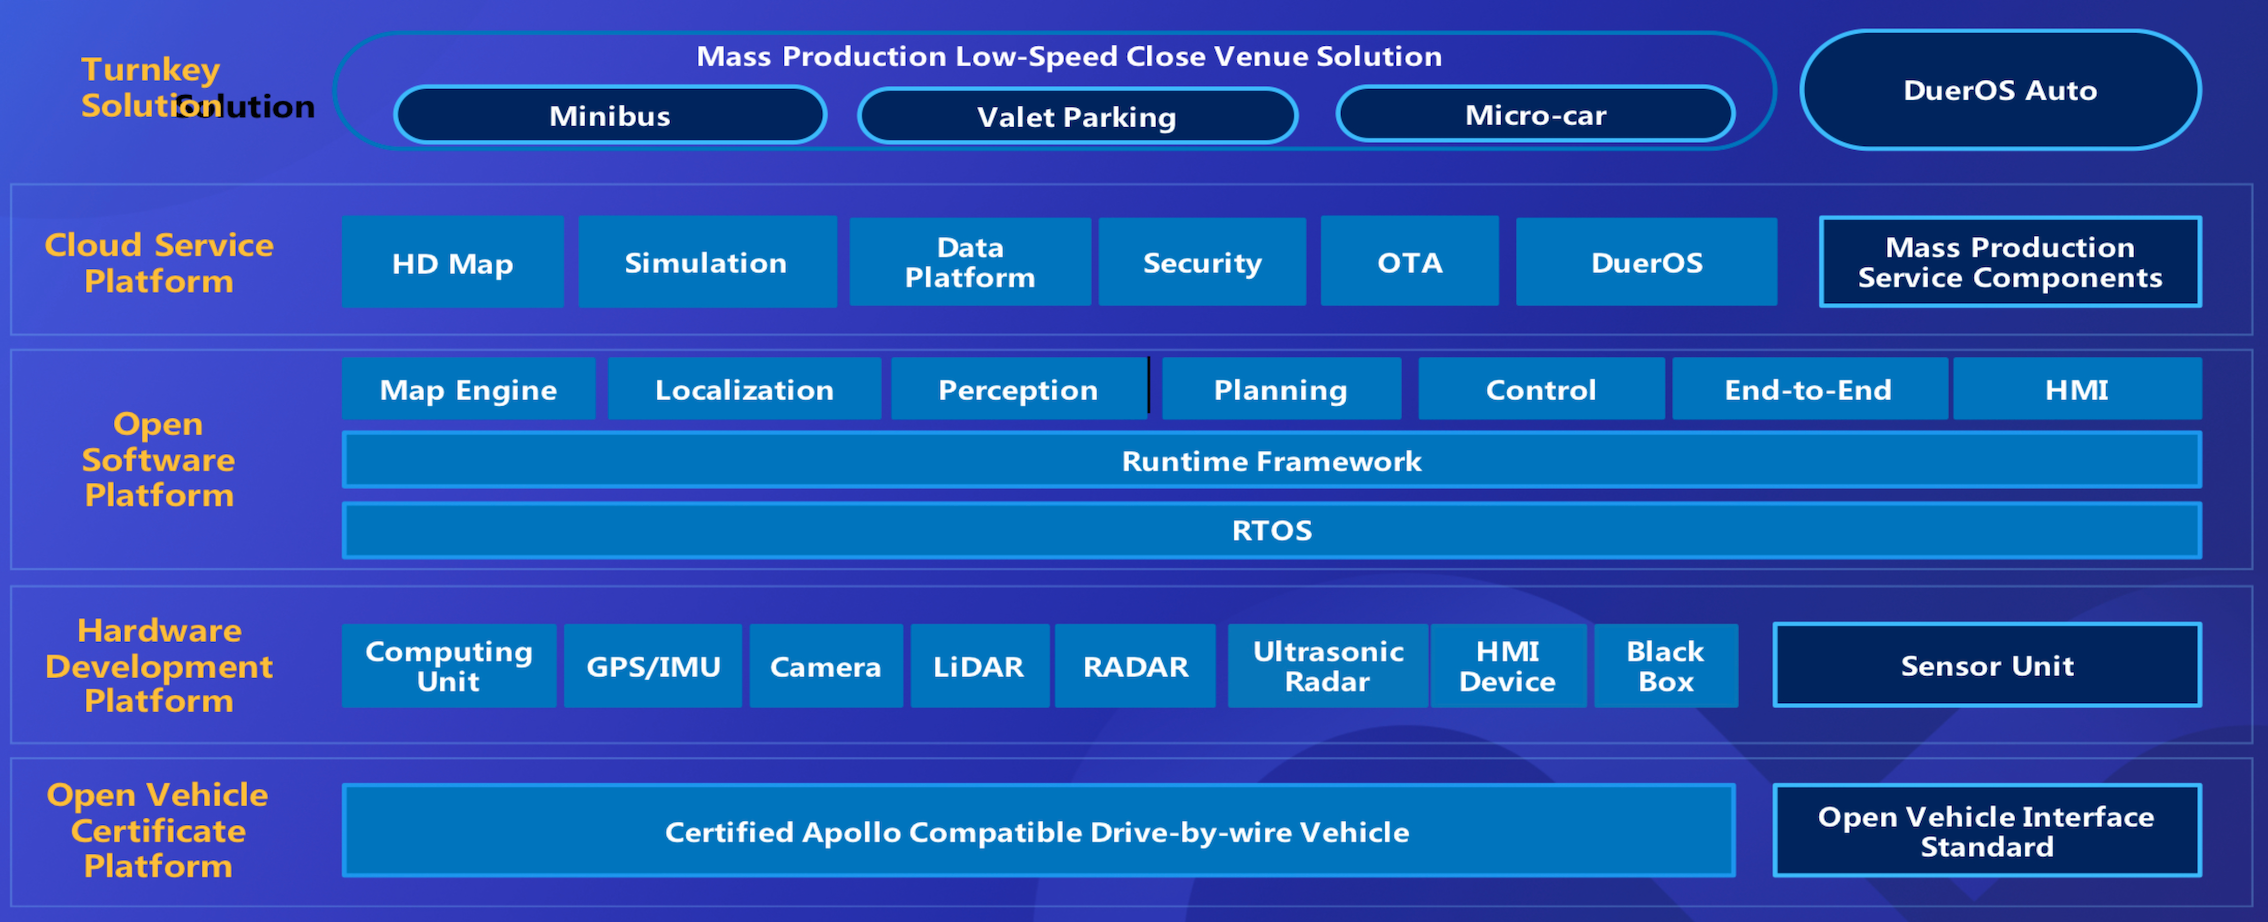 Turnkey
Solution
Solution
Mass Production Low-Speed Close Venue Solution
Minibus
Valet Parking
Micro-car
DuerOS Auto
Cloud Service
Platform
HD Map
Simulation
Data
Platform
Security
OTA
DuerOS
Mass Production
Service Components
Open
Software
Platform
Map Engine
Localization
Perception
Planning
Control
End-to-End
HMI
Runtime Framework
RTOS
Hardware
Development
Platform
Computing
Unit
GPS/IMU
Camera
LiDAR
RADAR
Ultrasonic
Radar
HMI
Device
Black
Box
Sensor Unit
Open Vehicle
Certificate
Platform
Certified Apollo Compatible Drive-by-wire Vehicle
Open Vehicle Interface
Standard